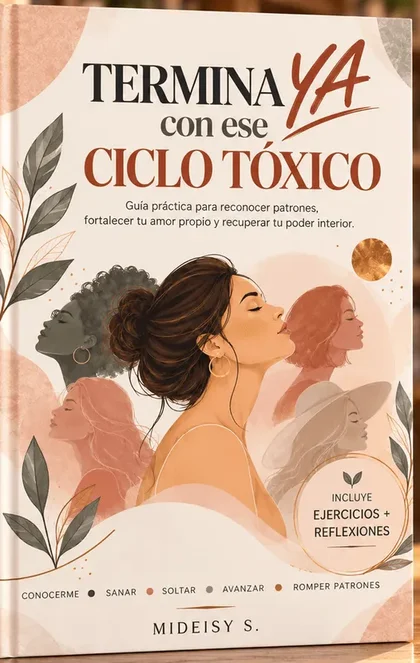 TERMINA YA
con ese
CICLO TÓXICO
Guía práctica para reconocer patrones,
fortalecer tu amor propio y recuperar tu poder interior.
INCLUYE
EJERCICIOS +
REFLEXIONES
CONOCERME ● SANAR ● SOLTAR ● AVANZAR ● ROMPER PATRONES
MIDEISY S.